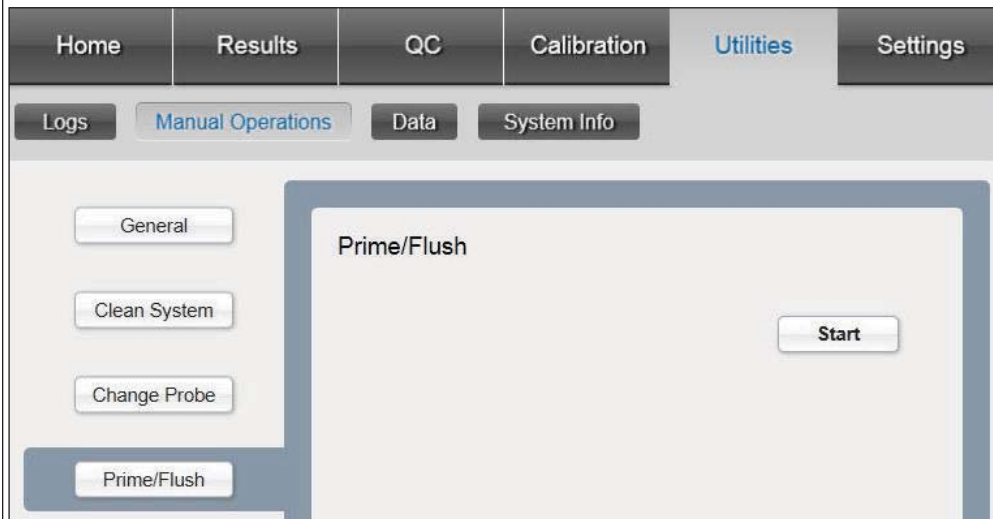 Home Results QC Calibration Utilities Settings
Logs Manual Operations Data System Info
General
Prime/Flush
Clean System
Start
Change Probe
Prime/Flush